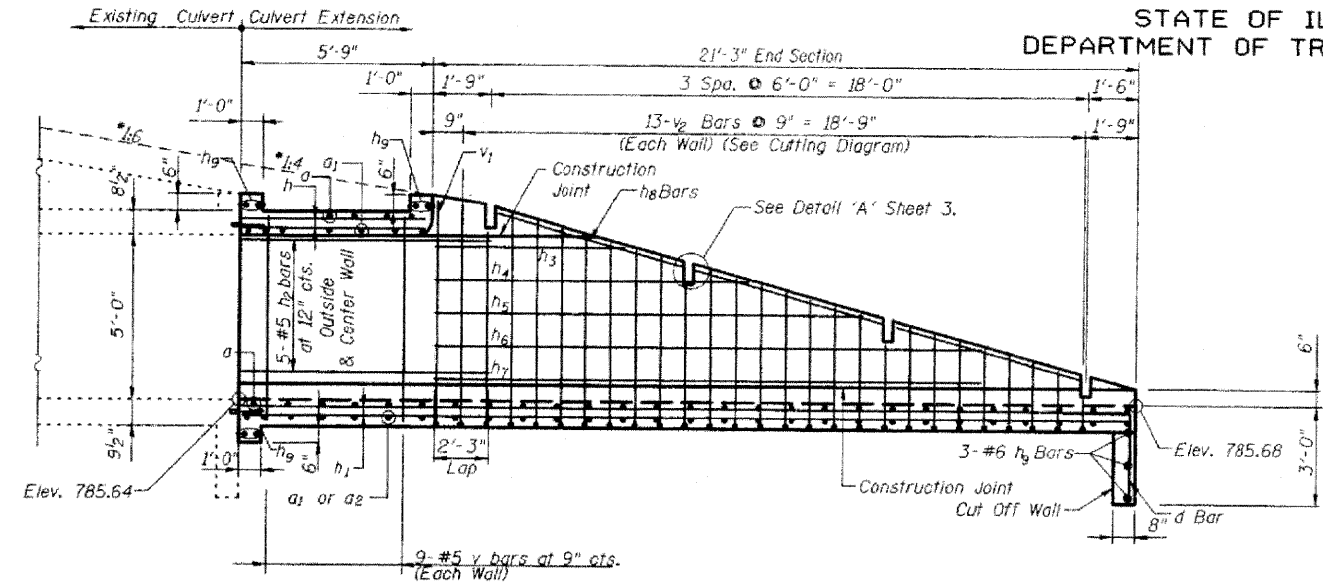 Existing Culvert
Culvert Extension
STATE OF IL
DEPARTMENT OF TR
5'-9"
21'-3" End Section
1'-0"
1'-9"
3 Spa. @ 6'-0" = 18'-0"
1'-6"
1'-0"
9"
13-v2 Bars @ 9" = 18'-9"
1'-9"
(Each Wall) (See Cutting Diagram)
*1:6
h9
*1:4
a1
a
h
6"
h9
6"
v1
Construction
Joint
h8 Bars
See Detail 'A' Sheet 3.
8½"
h3
h4
h5
h6
h7
5'-0"
5-#5 h2 bars
at 12" cts.
Outside
& Center Wall
a
6"
9½"
1'-0"
h9
6"
h1
2'-3"
Lap
3-#6 h9 Bars
Elev. 785.68
3'-0"
Elev. 785.64
a1 or a2
Construction Joint
Cut Off Wall
8"
d Bar
9-#5 v bars at 9" cts.
(Each Wall)